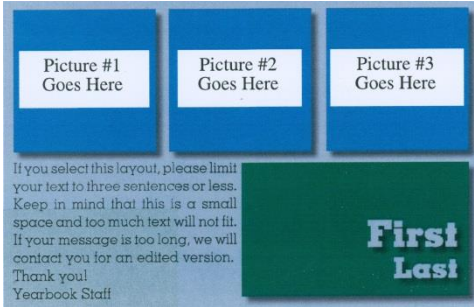 Picture #1
Goes Here
Picture #2
Goes Here
Picture #3
Goes Here
If you select this layout, please limit
your text to three sentences or less.
Keep in mind that this is a small
space and too much text will not fit.
If your message is too long, we will
contact you for an edited version.
Thank you!
Yearbook Staff
First
Last